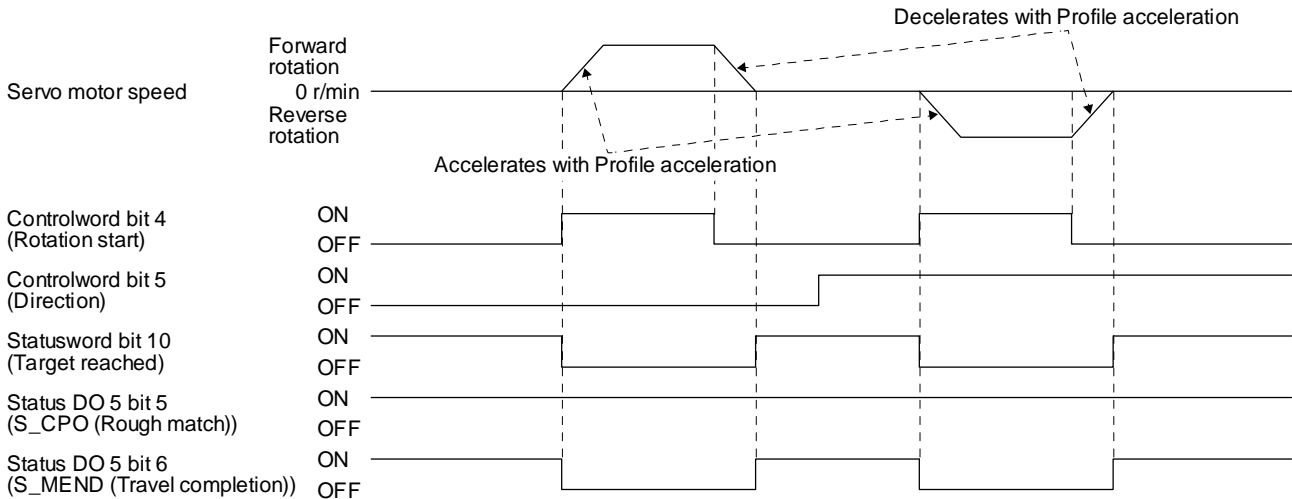 Decelerates with Profile acceleration
Forward
rotation
Servo motor speed
0 r/min
Reverse
rotation
Accelerates with Profile acceleration
Controlword bit 4
(Rotation start)
ON
OFF
Controlword bit 5
(Direction)
ON
OFF
Statusword bit 10
(Target reached)
ON
OFF
Status DO 5 bit 5
(S_CPO (Rough match))
ON
OFF
Status DO 5 bit 6
(S_MEND (Travel completion))
ON
OFF